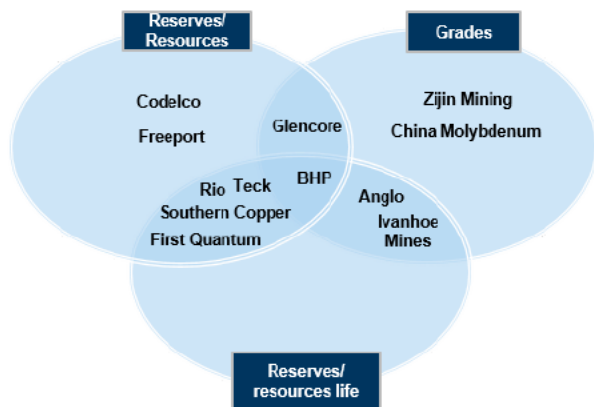 Reserves/
Resources
Grades
Codelco
Zijin Mining
Glencore
Freeport
China Molybdenum
BHP
Rio Teck
Anglo
Southern Copper
Ivanhoe
Mines
First Quantum
Reserves/
resources life